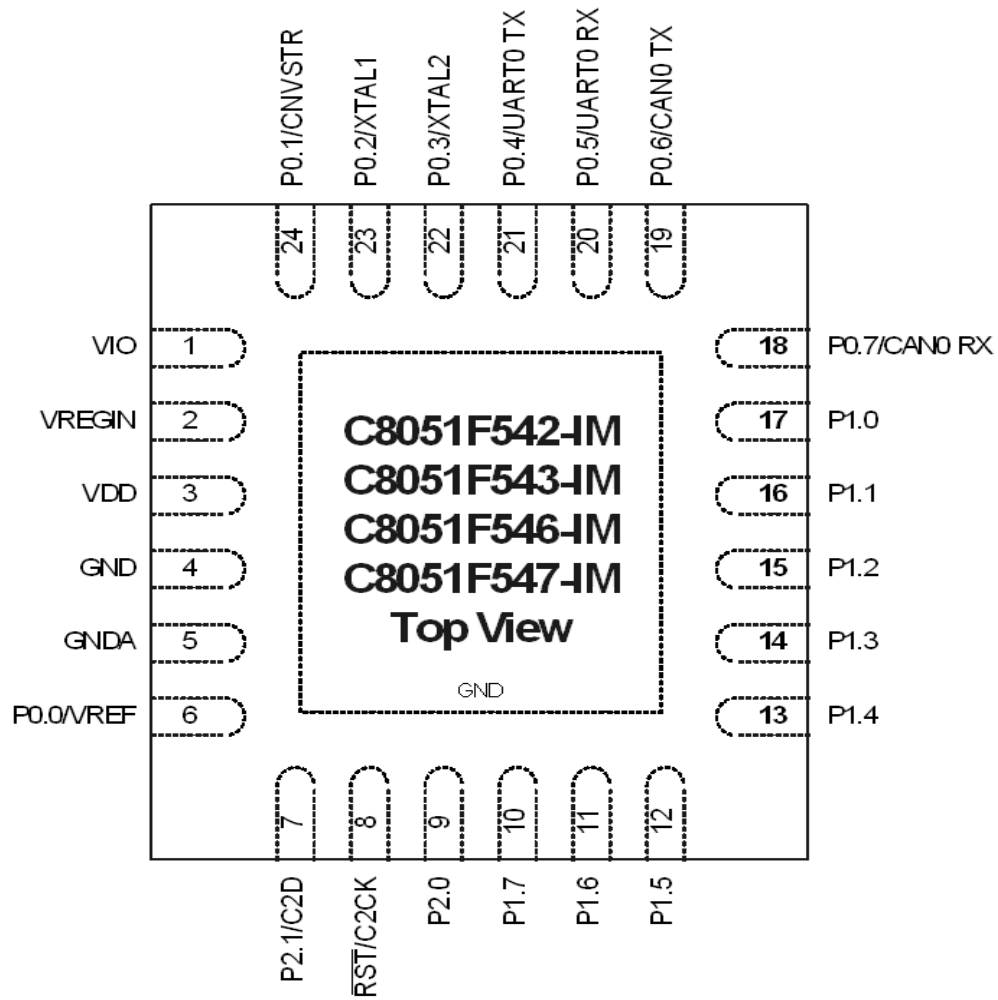 P0.1/CNVSTR
P0.2/XTAL1
P0.3/XTAL2
P0.4/UART0 TX
P0.5/UART0 RX
P0.6/CAN0 TX
24
23
22
21
20
19
VIO 1
VREGIN 2
VDD 3
GND 4
GNDA 5
P0.0/VREF 6
C8051F542-IM
C8051F543-IM
C8051F546-IM
C8051F547-IM
Top View
GND
18 P0.7/CAN0 RX
17 P1.0
16 P1.1
15 P1.2
14 P1.3
13 P1.4
7
8
9
10
11
12
P2.1/C2D
RST/C2CK
P2.0
P1.7
P1.6
P1.5